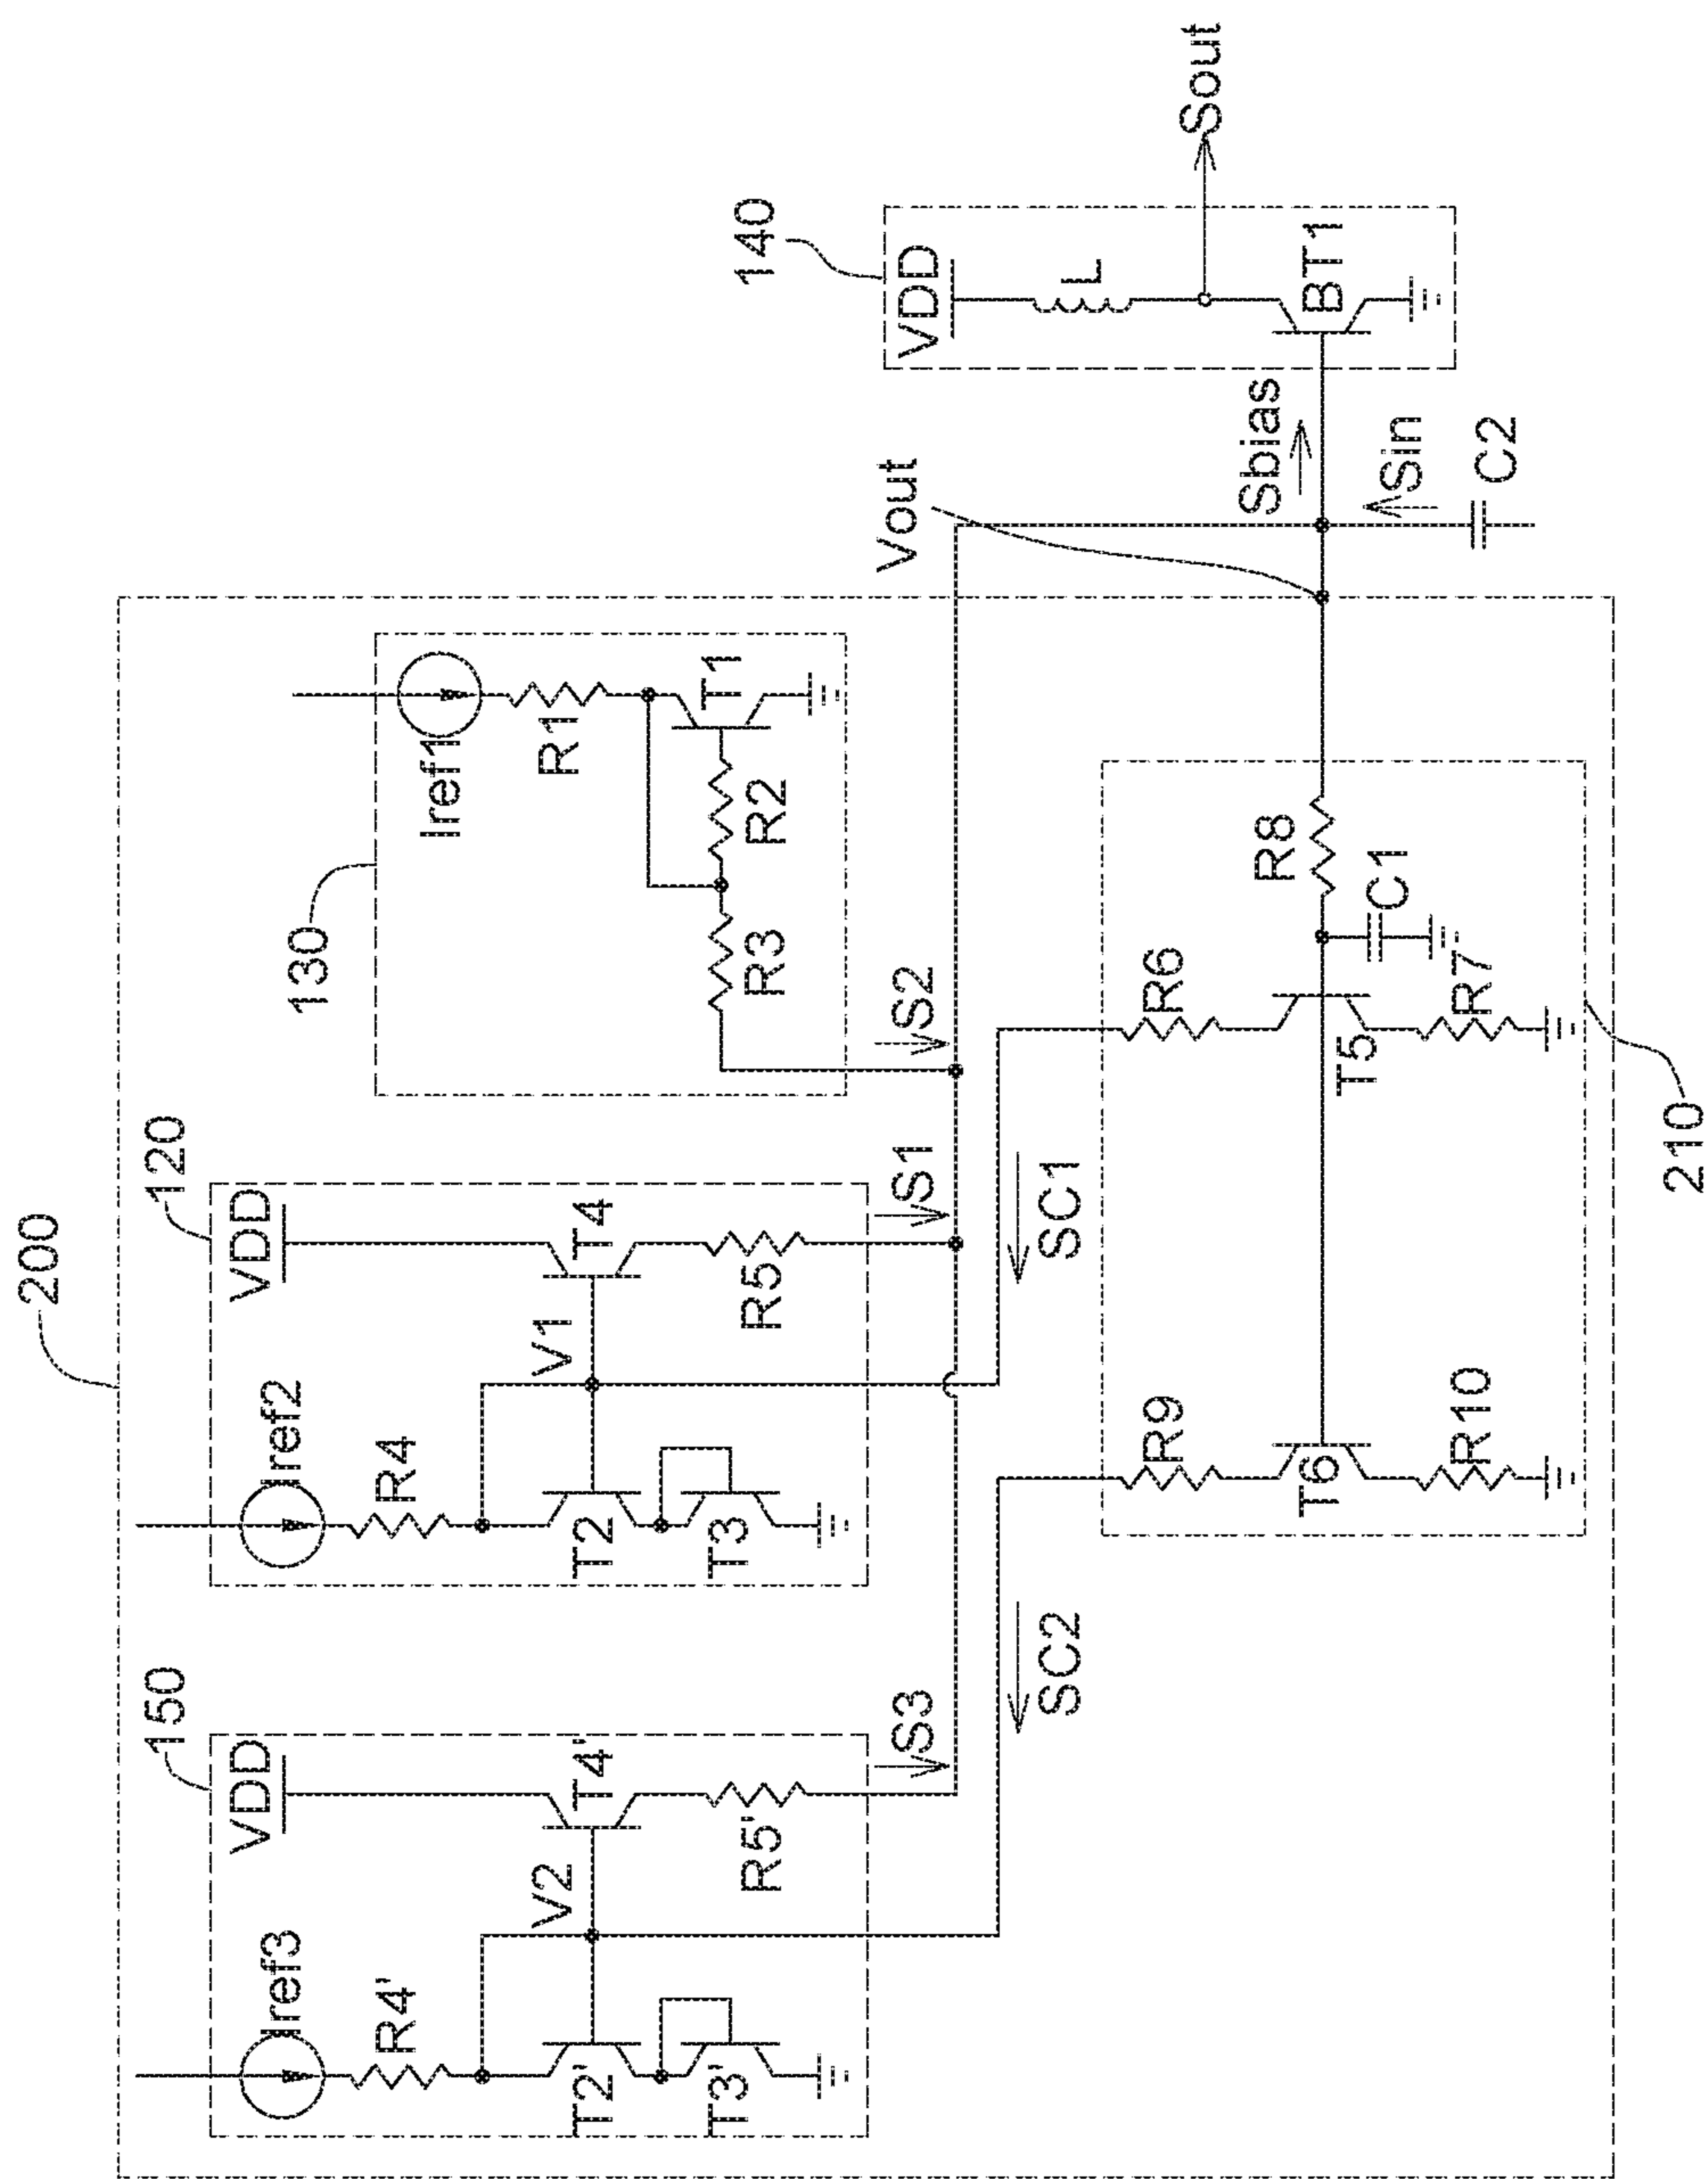 200
150
VDD
Iref3
R4'
V2
T4'
T2'
T3'
R5'
S3
SC2
120
VDD
Iref2
R4
V1
T4
T2
T3
R5
S1
SC1
130
Iref1
R1
T1
R2
R3
S2
Vout
140
VDD
L
BT1
Sout
Sbias
Sin
C2
R9
T6
R10
R6
T5
R7
R8
C1
210